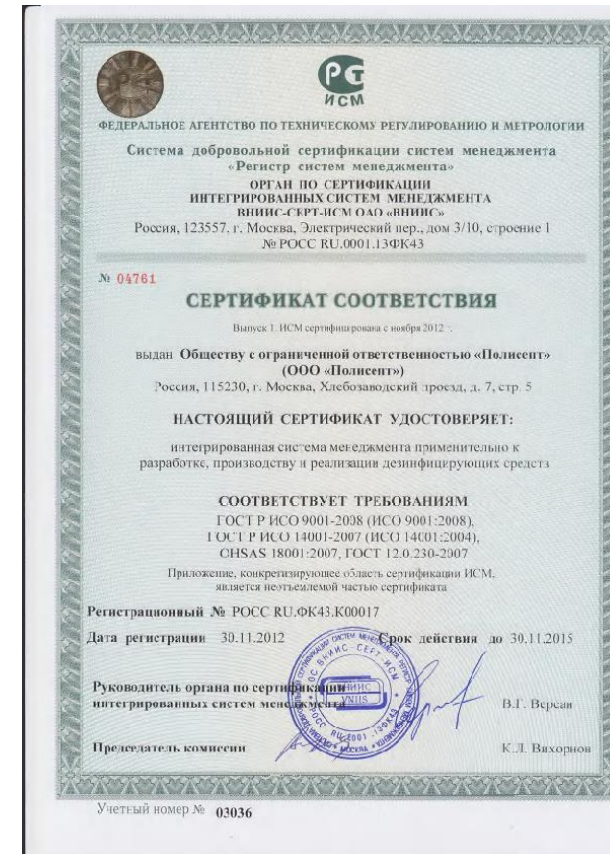 РСТ
ИСМ
ФЕДЕРАЛЬНОЕ АГЕНТСТВО ПО ТЕХНИЧЕСКОМУ РЕГУЛИРОВАНИЮ И МЕТРОЛОГИИ
Система добровольной сертификации систем менеджмента
«Регистр систем менеджмента»
ОРГАН ПО СЕРТИФИКАЦИИ
ИНТЕГРИРОВАННЫХ СИСТЕМ МЕНЕДЖМЕНТА
ВНИИС-СЕРТ-ИСМ ОАО «ВНИИС»
Россия, 123557, г. Москва, Электрический пер., дом 3/10, строение 1
№ РОСС RU.0001.13ФК43
№ 04761
СЕРТИФИКАТ СООТВЕТСТВИЯ
Выпуск 1. ИСМ сертифицирована с ноября 2012 г.
выдан Обществу с ограниченной ответственностью «Полисепт»
(ООО «Полисепт»)
Россия, 115230, г. Москва, Хлебозаводский проезд, д. 7, стр. 5
НАСТОЯЩИЙ СЕРТИФИКАТ УДОСТОВЕРЯЕТ:
интегрированная система менеджмента применительно к
разработке, производству и реализации дезинфицирующих средств
СООТВЕТСТВУЕТ ТРЕБОВАНИЯМ
ГОСТ Р ИСО 9001-2008 (ИСО 9001:2008),
ГОСТ Р ИСО 14001-2007 (ИСО 14001:2004),
OHSAS 18001:2007, ГОСТ 12.0.230-2007
Приложение, конкретизирующее область сертификации ИСМ,
является неотъемлемой частью сертификата
Регистрационный № РОСС RU.ФК43.К00017
Дата регистрации 30.11.2012 Срок действия до 30.11.2015
Руководитель органа по сертификации
интегрированных систем менеджмента В.Г. Версан
ВНИИС
VNIIS
Председатель комиссии К.Л. Вихорнов
Учетный номер № 03036